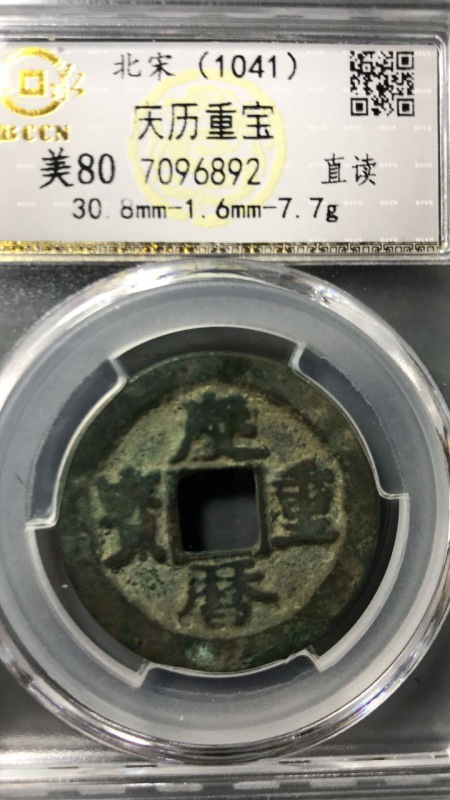 北宋（1041）
BCCN
庆历重宝
美80 7096892 直读
30.8mm-1.6mm-7.7g
慶
寳 重
曆